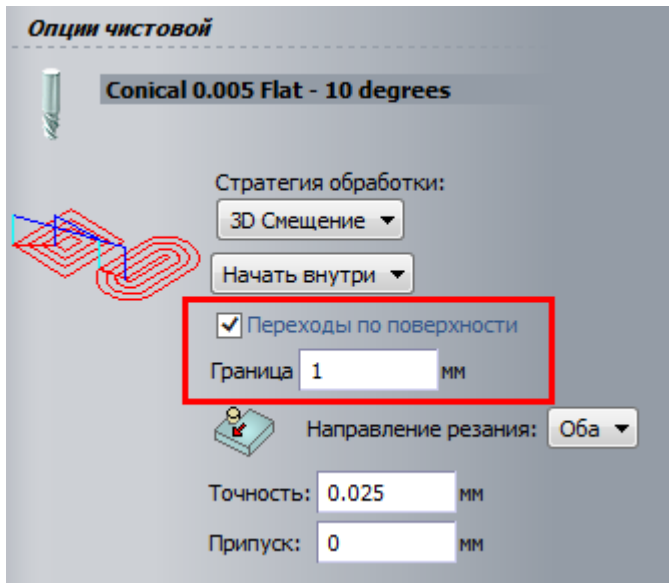 Опции чистовой
Conical 0.005 Flat - 10 degrees
Стратегия обработки:
3D Смещение
Начать внутри
Переходы по поверхности
Граница 1 мм
Направление резания: Оба
Точность: 0.025 мм
Припуск: 0 мм